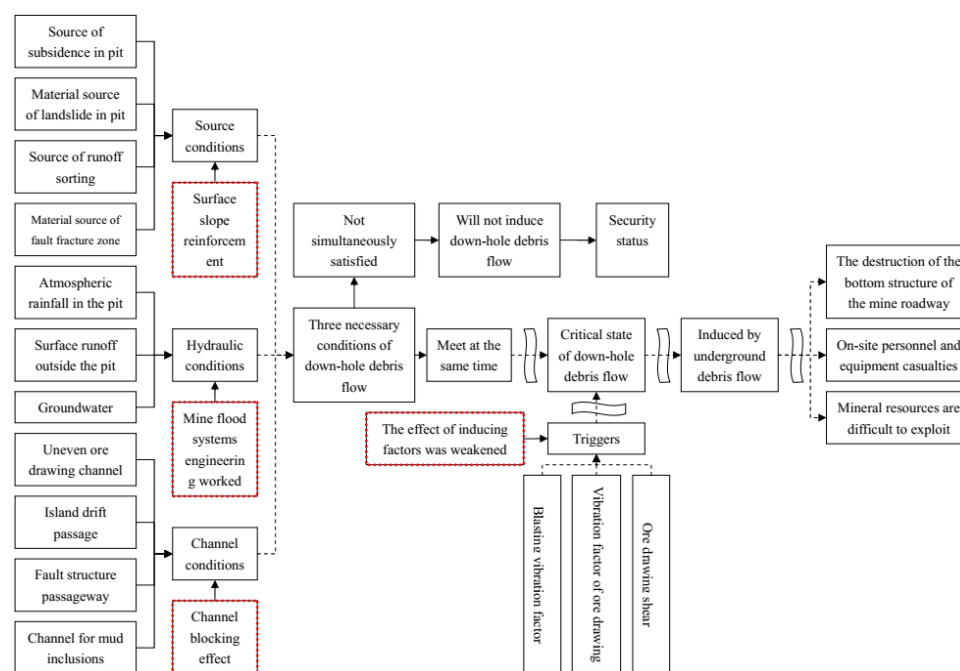 Source of
subsidence in pit
Material source
of landslide in pit
Source of runoff
sorting
Material source of
fault fracture zone
Atmospheric
rainfall in the pit
Surface runoff
outside the pit
Groundwater
Uneven ore
drawing channel
Island drift
passage
Fault structure
passageway
Channel for mud
inclusions
Source
conditions
Surface
slope
reinforcem
ent
Hydraulic
conditions
Mine flood
systems
engineerin
g worked
Channel
conditions
Channel
blocking
effect
Not
simultaneously
satisfied
Will not induce
down-hole debris
flow
Security
status
Three necessary
conditions of
down-hole debris
flow
Meet at the
same time
Critical state
of down-hole
debris flow
Induced by
underground
debris flow
The effect of inducing
factors was weakened
Triggers
Blasting vibration
factor
Vibration factor
of ore drawing
Ore drawing shear
The destruction of the
bottom structure of
the mine roadway
On-site personnel and
equipment casualties
Mineral resources are
difficult to exploit